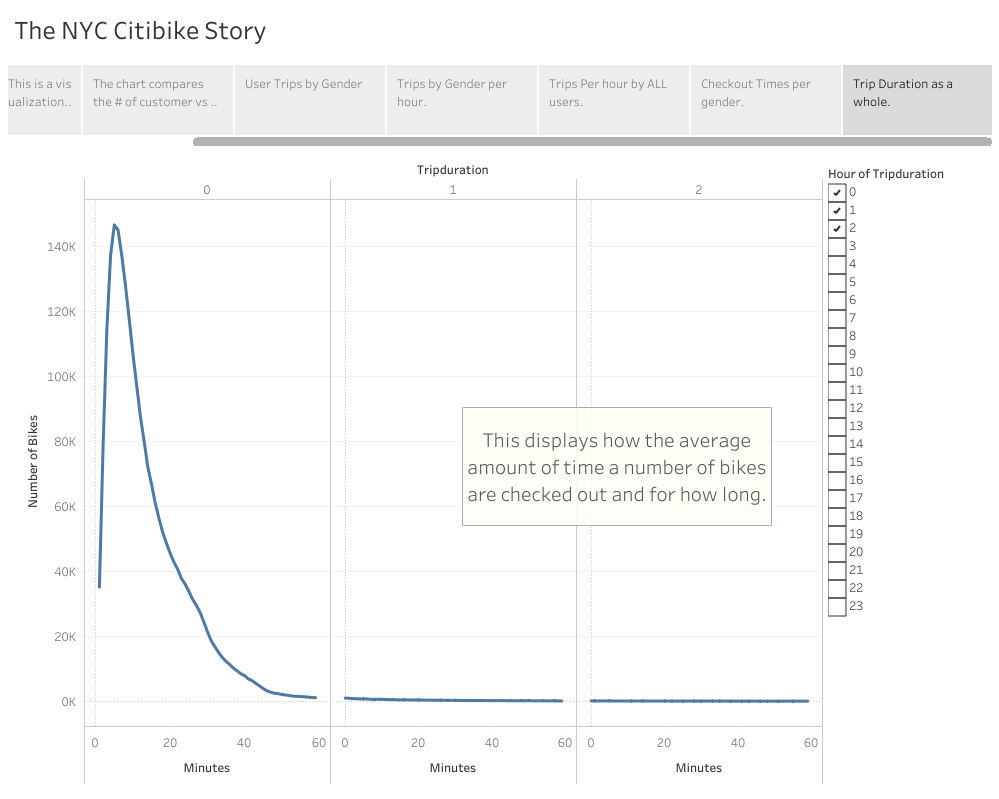 The NYC Citibike Story
This is a vis
ualization..
The chart compares
the # of customer vs ..
User Trips by Gender
Trips by Gender per
hour.
Trips Per hour by ALL
users.
Checkout Times per
gender.
Trip Duration as a
whole.
Tripduration
0 1 2
Number of Bikes
140K
120K
100K
80K
60K
40K
20K
0K
This displays how the average
amount of time a number of bikes
are checked out and for how long.
0 20 40 60 0 20 40 60 0 20 40 60
Minutes Minutes Minutes
Hour of Tripduration
0
1
2
3
4
5
6
7
8
9
10
11
12
13
14
15
16
17
18
19
20
21
22
23